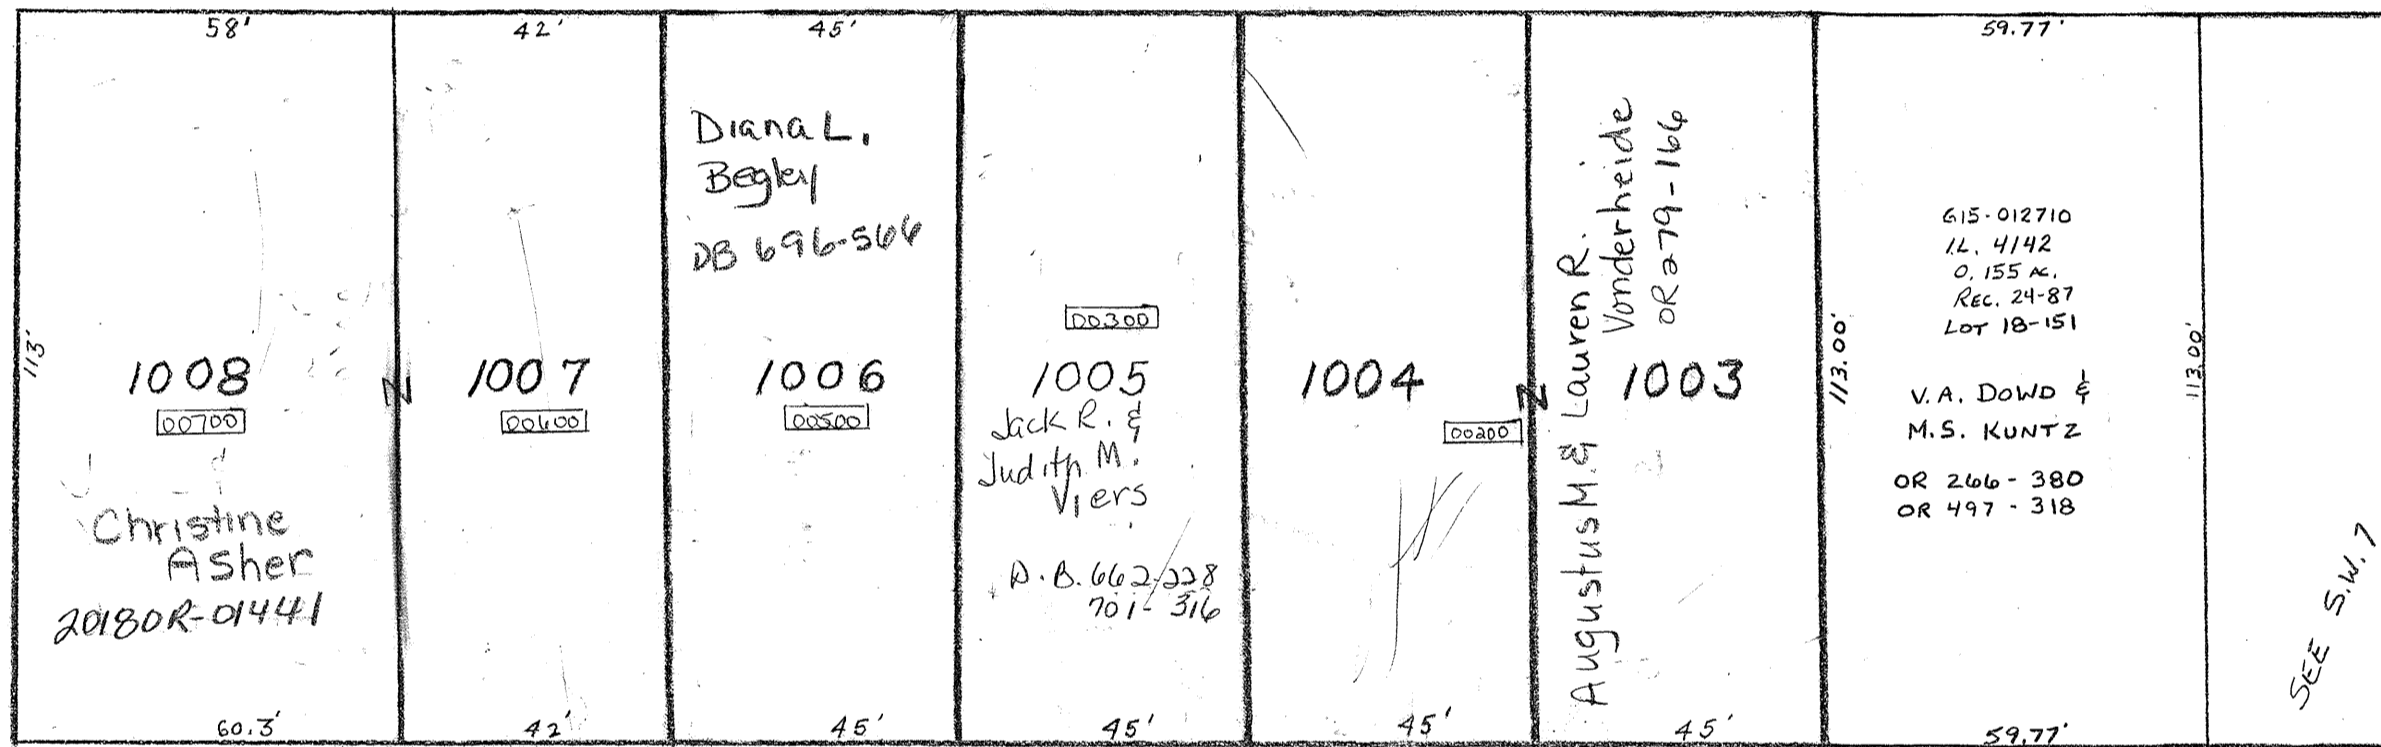 58'
42'
45'
59.77'
113'
1008
00700
Christine
Asher
20180R-01441
60.3'
N
1007
00600
42'
Diana L.
Begley
DB 696-566
1006
00500
45'
00300
1005
Jack R. &
Judith M.
Viers
D.B. 662-228
701-316
45'
1004
00200
45'
N
Augustus M. & Lauren R.
Vonderheide
OR 279-166
1003
45'
113.00'
615-012710
I.L. 4142
0.155 AC.
REC. 24-87
LOT 18-151
V.A. DOWD &
M.S. KUNTZ
OR 266-380
OR 497-318
113.00'
59.77'
SEE S.W. 7